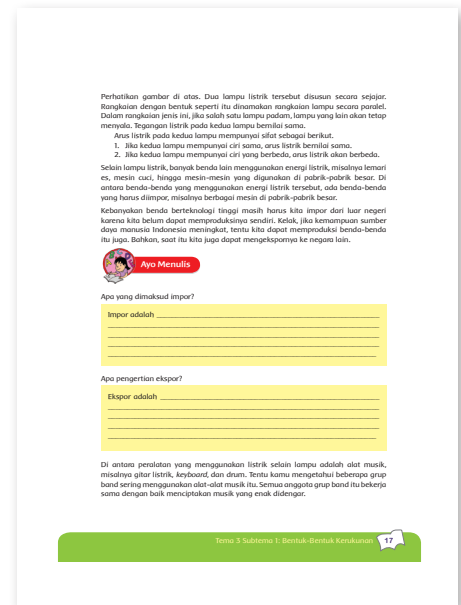 Perhatikan gambar di atas. Dua lampu listrik tersebut disusun secara sejajar.
Rangkaian dengan bentuk seperti itu dinamakan rangkaian lampu secara paralel.
Dalam rangkaian jenis ini, jika salah satu lampu padam, lampu yang lain akan tetap
menyala. Tegangan listrik pada kedua lampu bernilai sama.
Arus listrik pada kedua lampu mempunyai sifat sebagai berikut.
1. Jika kedua lampu mempunyai ciri sama, arus listrik bernilai sama.
2. Jika kedua lampu mempunyai ciri yang berbeda, arus listrik akan berbeda.
Selain lampu listrik, banyak benda lain menggunakan energi listrik, misalnya lemari
es, mesin cuci, hingga mesin-mesin yang digunakan di pabrik-pabrik besar. Di
antara benda-benda yang menggunakan energi listrik tersebut, ada benda-benda
yang harus diimpor, misalnya berbagai mesin di pabrik-pabrik besar.
Kebanyakan benda berteknologi tinggi masih harus kita impor dari luar negeri
karena kita belum dapat memproduksinya sendiri. Kelak, jika kemampuan sumber
daya manusia Indonesia meningkat, tentu kita dapat memproduksi benda-benda
itu juga. Bahkan, saat itu kita juga dapat mengekspornya ke negara lain.
Ayo Menulis
Apa yang dimaksud impor?
Impor adalah
Apa pengertian ekspor?
Ekspor adalah
Di antara peralatan yang menggunakan listrik selain lampu adalah alat musik,
misalnya gitar listrik, keyboard, dan drum. Tentu kamu mengetahui beberapa grup
band sering menggunakan alat-alat musik itu. Semua anggota grup band itu bekerja
sama dengan baik menciptakan musik yang enak didengar.
Tema 3 Subtema 1: Bentuk-Bentuk Kerukunan 17